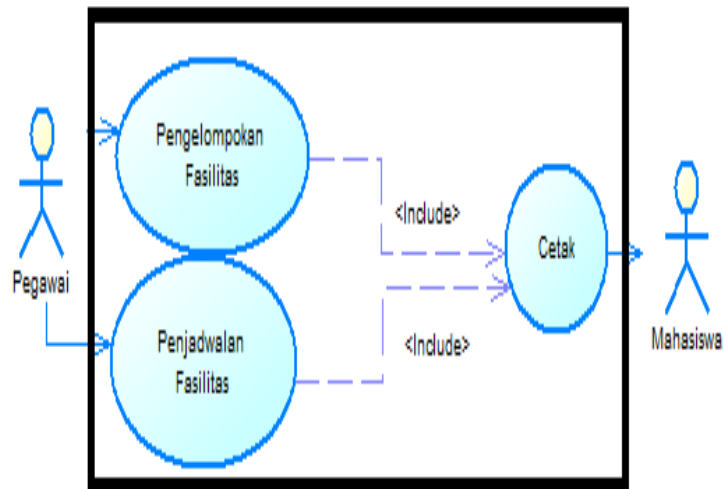 Pengelompokan
Fasilitas
<Include>
Cetak
Pegawai
Penjadwalan
Fasilitas
<Include>
Mahasiswa